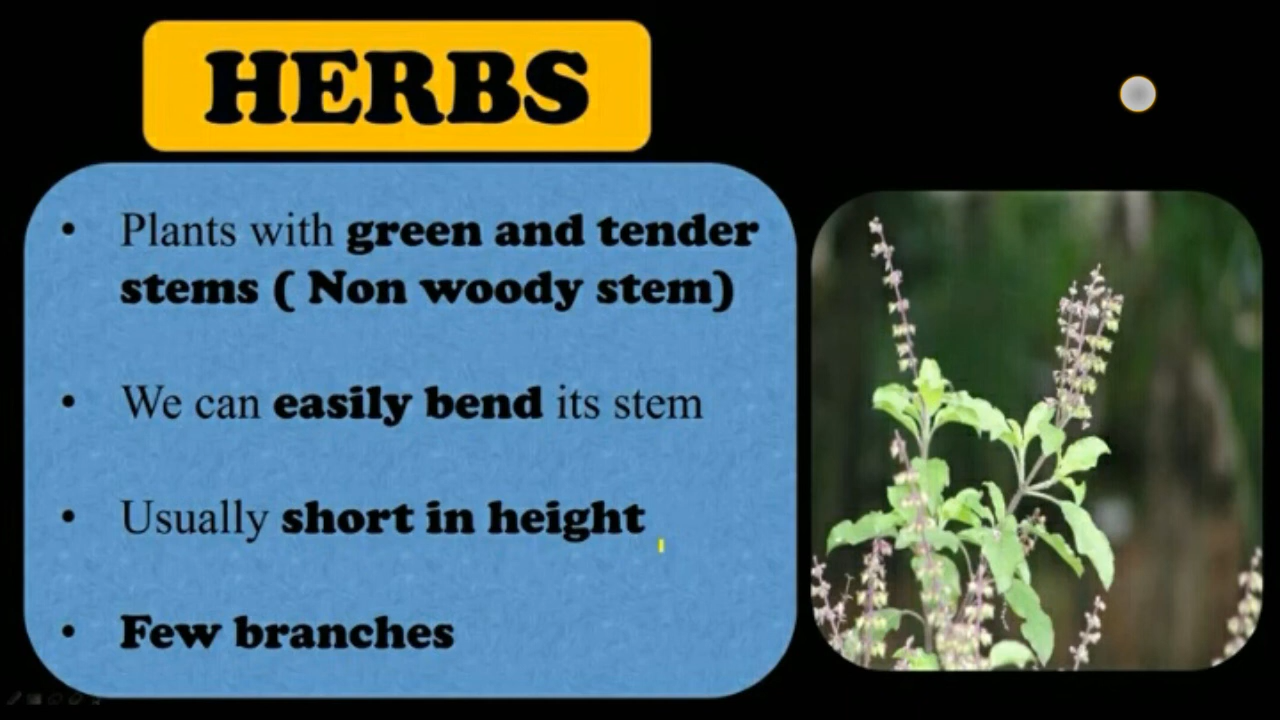 HERBS
• Plants with green and tender
stems ( Non woody stem)
• We can easily bend its stem
• Usually short in height
• Few branches